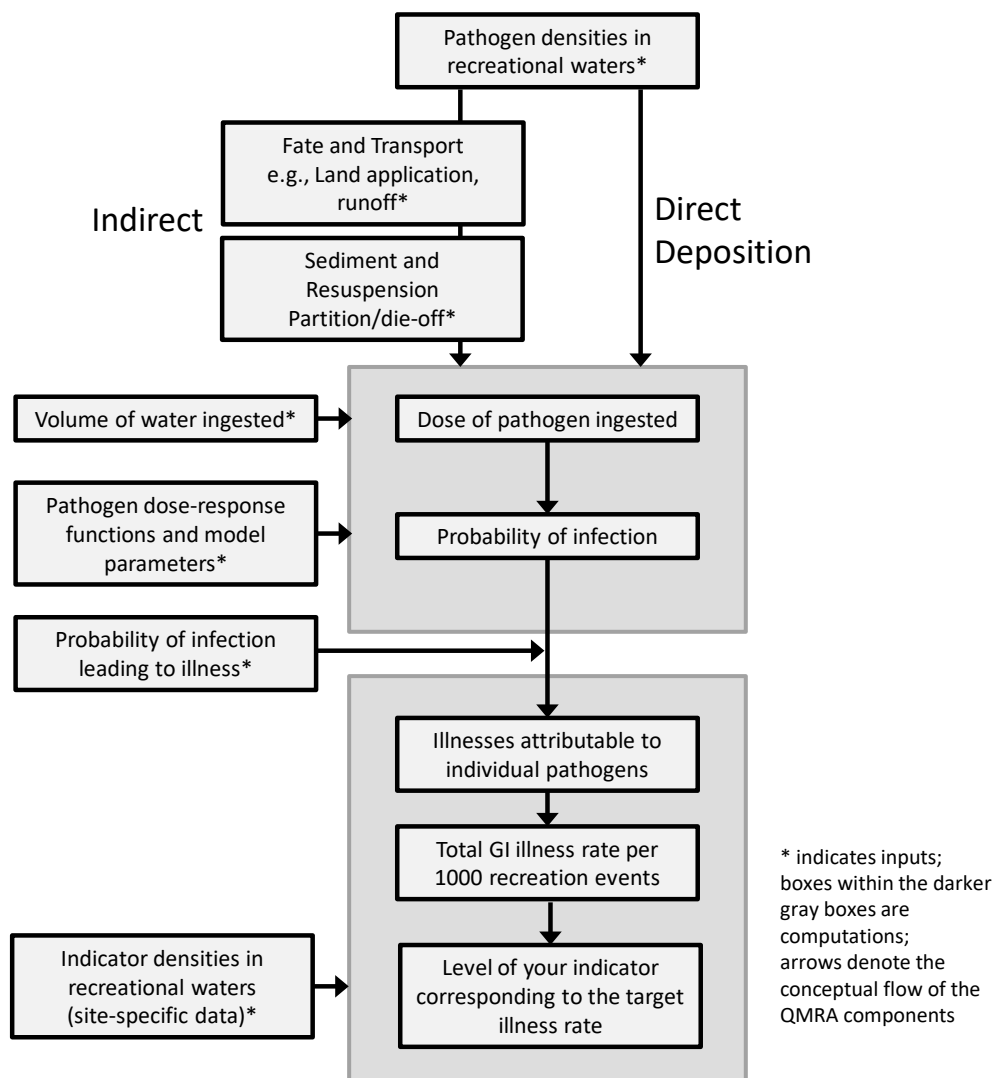 Pathogen densities in
recreational waters*
Fate and Transport
e.g., Land application,
runoff*
Indirect
Direct
Deposition
Sediment and
Resuspension
Partition/die-off*
Volume of water ingested*
Dose of pathogen ingested
Pathogen dose-response
functions and model
parameters*
Probability of infection
Probability of infection
leading to illness*
Illnesses attributable to
individual pathogens
Total GI illness rate per
1000 recreation events
Indicator densities in
recreational waters
(site-specific data)*
Level of your indicator
corresponding to the target
illness rate
* indicates inputs;
boxes within the darker
gray boxes are
computations;
arrows denote the
conceptual flow of the
QMRA components